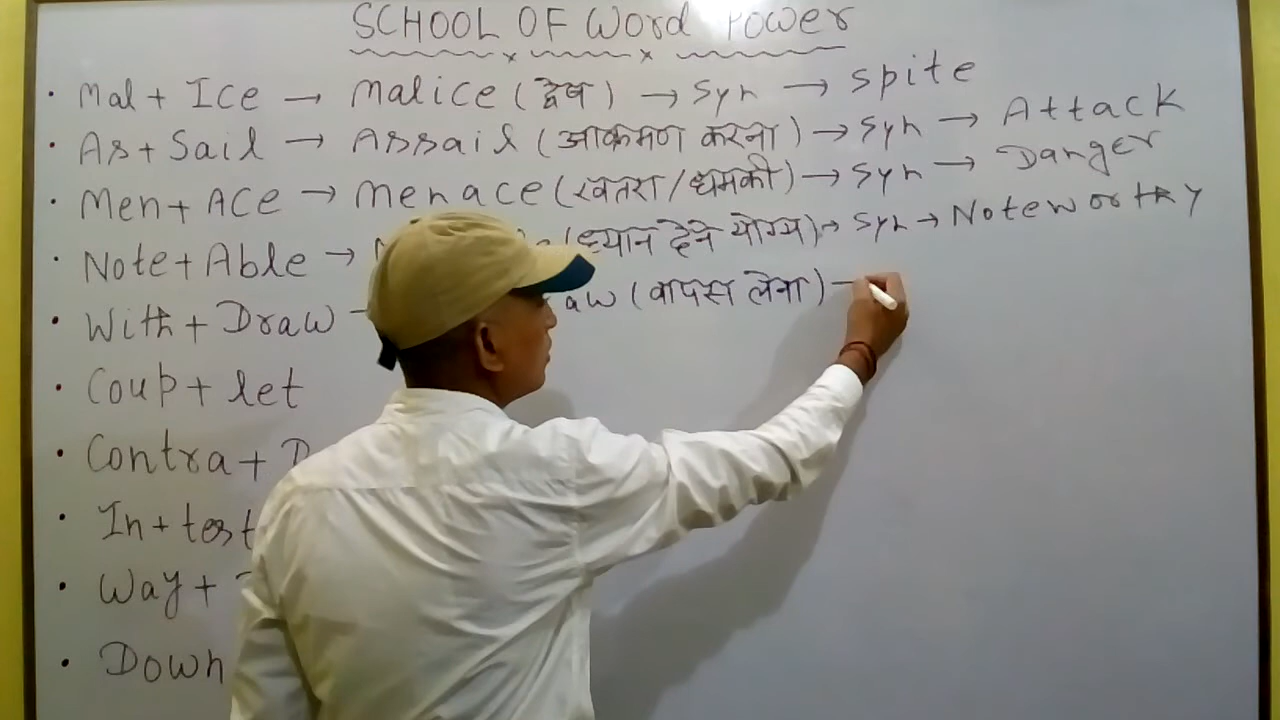 SCHOOL OF Word Power
• Mal + Ice → Malice (द्वेष) → Syn → Spite
• As + Sail → Assail (आक्रमण करना) → Syn → Attack
• Men + ACe → Menace (खतरा/धमकी) → Syn → Danger
• Note + Able → (ध्यान देने योग्य) → Syn → Noteworthy
• With + Draw - aw (वापस लेना) -
• Coup + let
• Contra + D
• In + test
• Way +
• Down